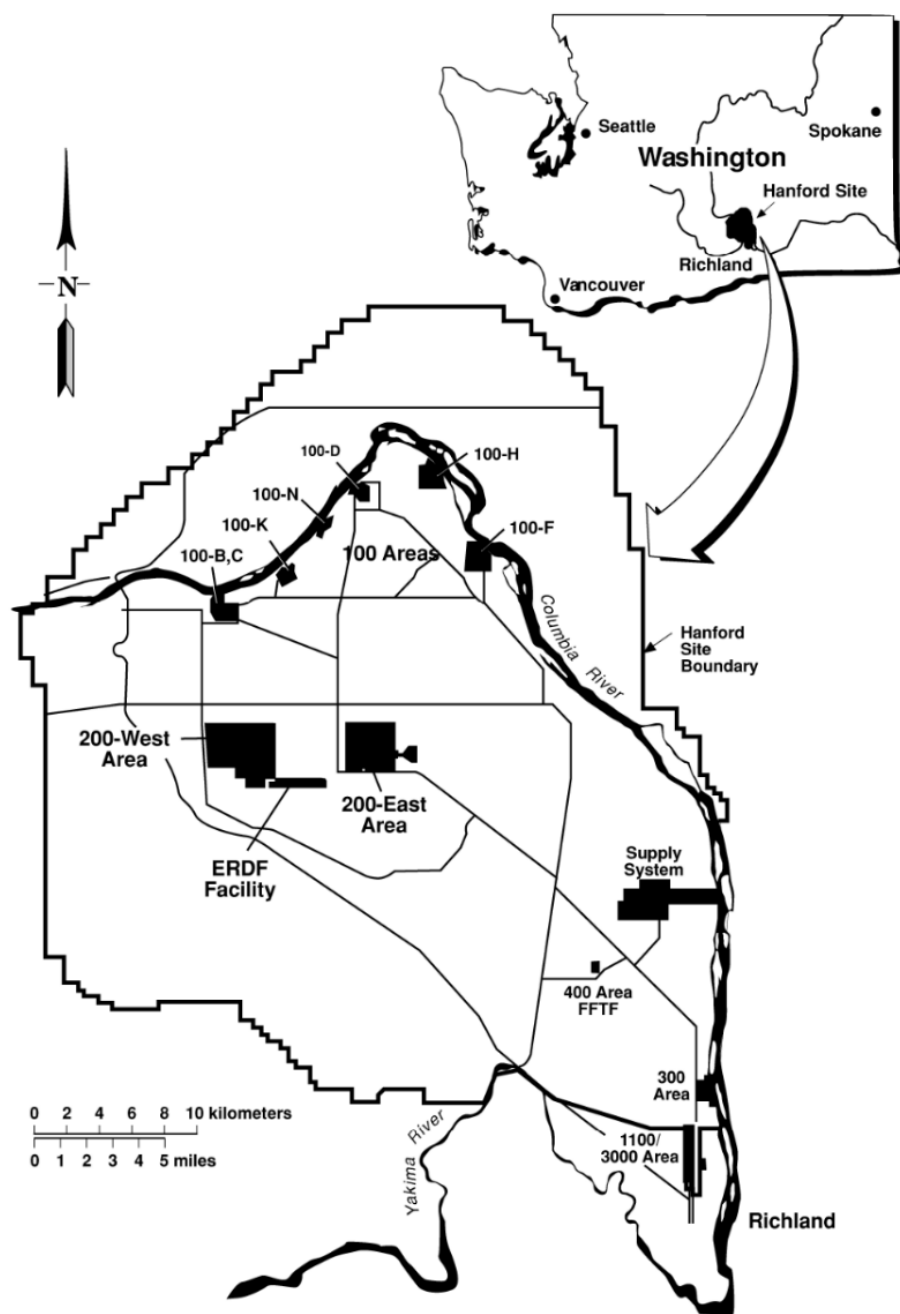 Seattle
Spokane
Washington
Hanford Site
Richland
Vancouver
N
100-D
100-H
100-N
100-K
100-F
100-B,C
100 Areas
Columbia River
Hanford
Site
Boundary
200-West
Area
200-East
Area
ERDF
Facility
Supply
System
400 Area
FFTF
300
Area
0 2 4 6 8 10 kilometers
0 1 2 3 4 5 miles
Yakima River
1100/
3000 Area
Richland